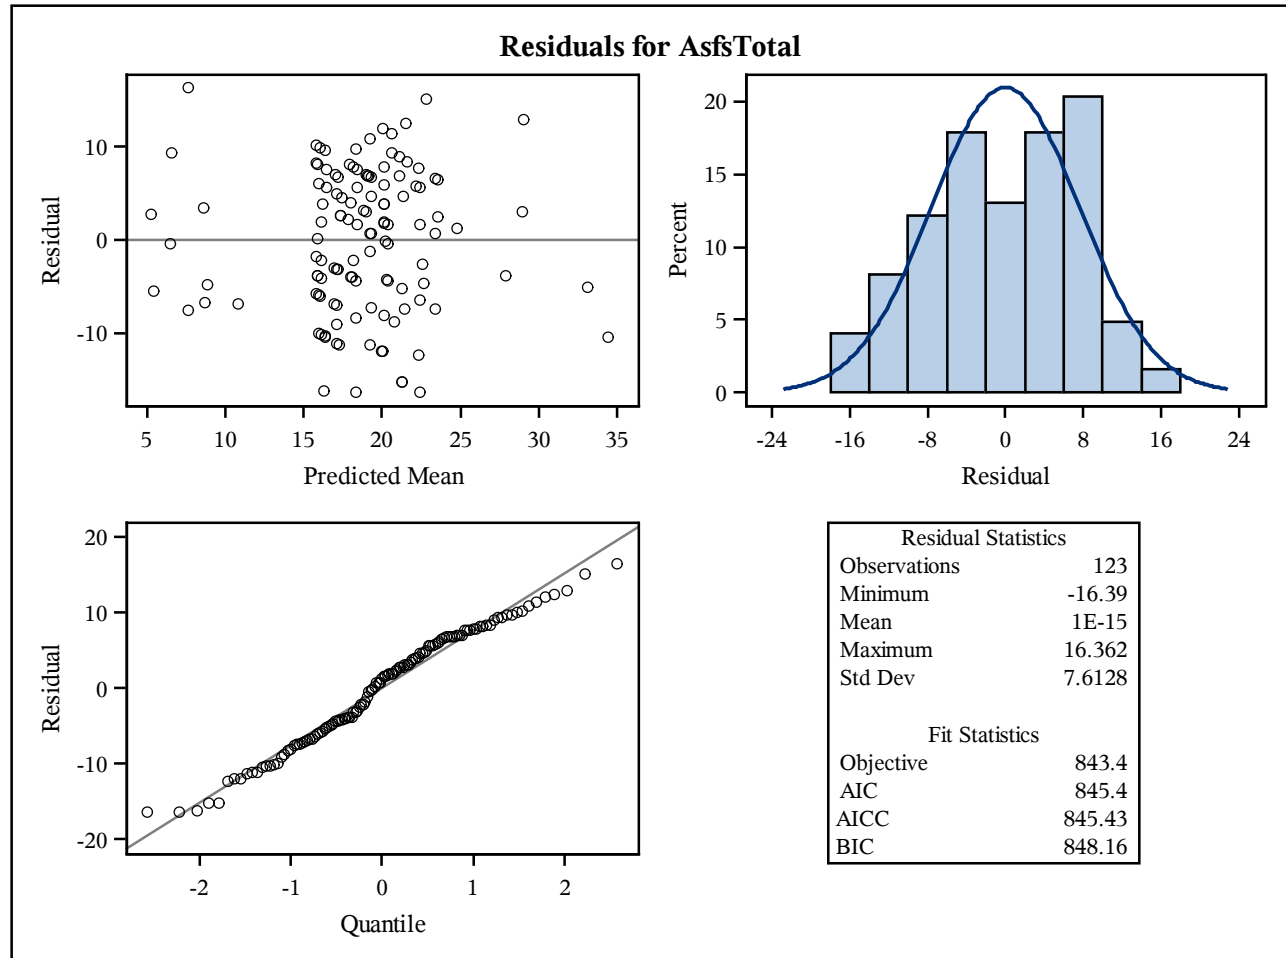 Residuals for AsfsTotal
10
0
-10
Residual
5 10 15 20 25 30 35
Predicted Mean
20
15
10
5
0
Percent
-24 -16 -8 0 8 16 24
Residual
20
10
0
-10
-20
Residual
-2 -1 0 1 2
Quantile
Residual Statistics
Observations 123
Minimum -16.39
Mean 1E-15
Maximum 16.362
Std Dev 7.6128
Fit Statistics
Objective 843.4
AIC 845.4
AICC 845.43
BIC 848.16